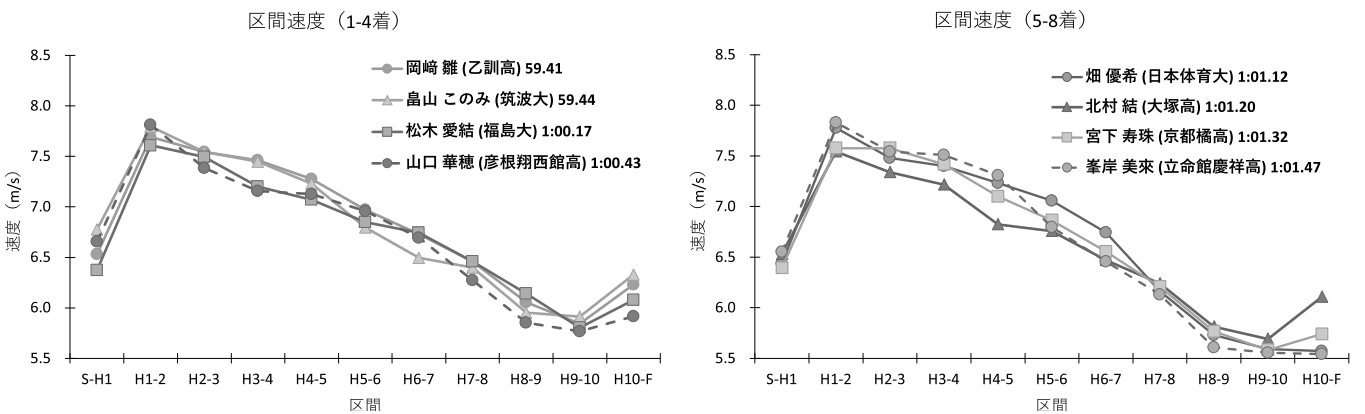 区間速度（1-4着）
8.5
8.0
7.5
7.0
6.5
6.0
5.5
速度（m/s）
岡﨑 雛 (乙訓高) 59.41
畠山 このみ (筑波大) 59.44
松木 愛結 (福島大) 1:00.17
山口 華穂 (彦根翔西館高) 1:00.43
S-H1 H1-2 H2-3 H3-4 H4-5 H5-6 H6-7 H7-8 H8-9 H9-10 H10-F
区間
区間速度（5-8着）
8.5
8.0
7.5
7.0
6.5
6.0
5.5
速度（m/s）
畑 優希 (日本体育大) 1:01.12
北村 結 (大塚高) 1:01.20
宮下 寿珠 (京都橘高) 1:01.32
峯岸 美來 (立命館慶祥高) 1:01.47
S-H1 H1-2 H2-3 H3-4 H4-5 H5-6 H6-7 H7-8 H8-9 H9-10 H10-F
区間